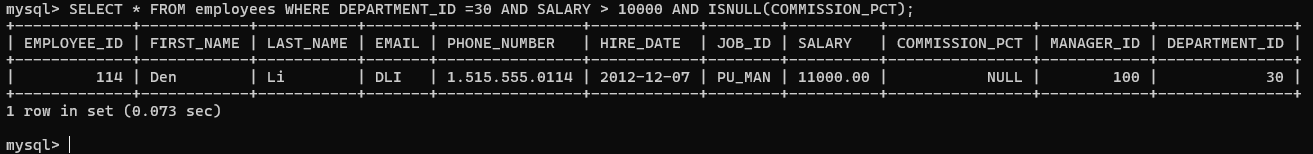 mysql> SELECT * FROM employees WHERE DEPARTMENT_ID =30 AND SALARY > 10000 AND ISNULL(COMMISSION_PCT);
+-------------+------------+-----------+-------+----------------+------------+--------+----------+----------------+------------+---------------+
| EMPLOYEE_ID | FIRST_NAME | LAST_NAME | EMAIL | PHONE_NUMBER   | HIRE_DATE  | JOB_ID | SALARY   | COMMISSION_PCT | MANAGER_ID | DEPARTMENT_ID |
+-------------+------------+-----------+-------+----------------+------------+--------+----------+----------------+------------+---------------+
|         114 | Den        | Li        | DLI   | 1.515.555.0114 | 2012-12-07 | PU_MAN | 11000.00 |           NULL |        100 |            30 |
+-------------+------------+-----------+-------+----------------+------------+--------+----------+----------------+------------+---------------+
1 row in set (0.073 sec)
mysql>